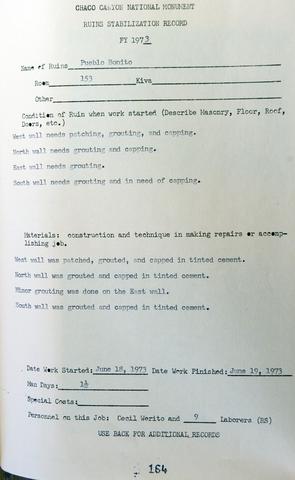 CHACO CANYON NATIONAL MONUMENT
RUINS STABILIZATION RECORD
FY 1973
Name of Ruins Pueblo Bonito
Room 153 Kiva
Other
Condition of Ruin when work started (Describe Masonry, Floor, Roof,
Doors, etc.)
West wall needs patching, grouting, and capping.
North wall needs grouting and capping.
East wall needs grouting.
South wall needs grouting and in need of capping.
Materials: construction and technique in making repairs or accomp-
lishing job.
West wall was patched, grouted, and capped in tinted cement.
North wall was grouted and capped in tinted cement.
Minor grouting was done on the East wall.
South wall was grouted and capped in tinted cement.
Date Work Started: June 18, 1973 Date Work Finished: June 19, 1973
Man Days: 1½
Special Costs:
Personnel on this Job: Cecil Werito and 9 Laborers (RS)
USE BACK FOR ADDITIONAL RECORDS
164